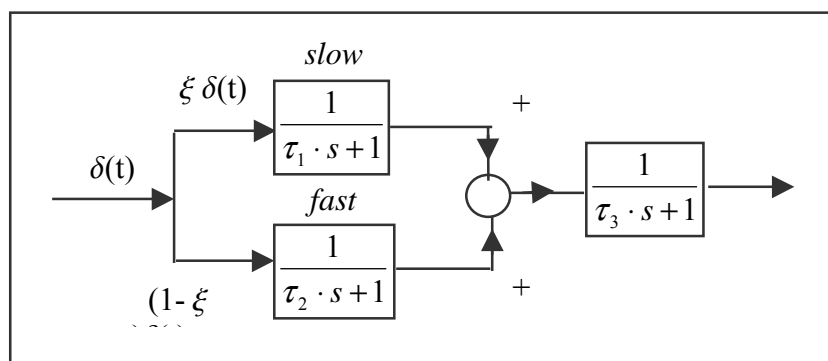 slow
ξ δ(t)
1
τ₁ · s + 1
+
δ(t)
1
τ₃ · s + 1
fast
1
τ₂ · s + 1
(1- ξ
+